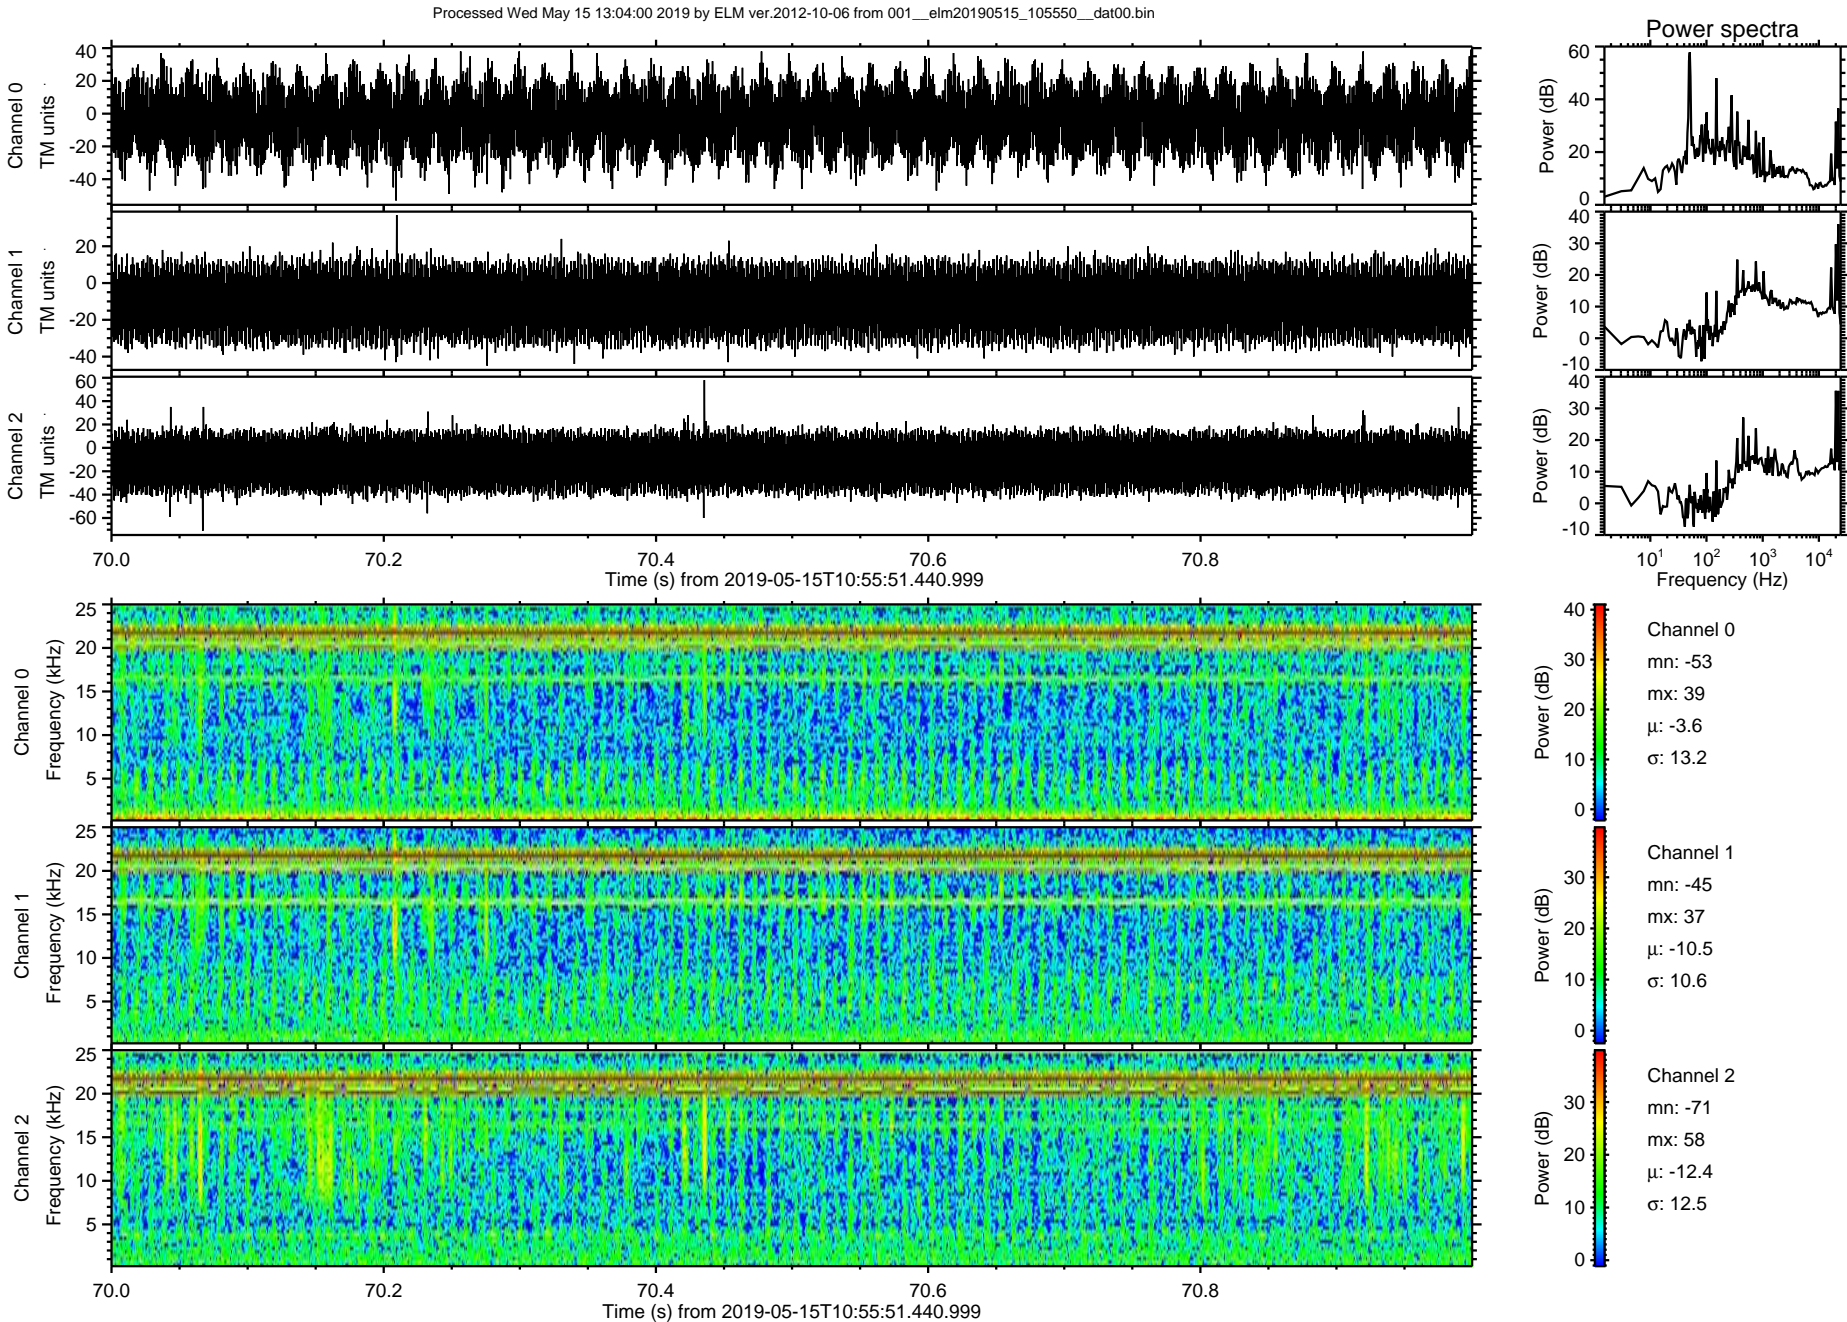 Processed Wed May 15 13:04:00 2019 by ELM ver.2012-10-06 from 001__elm20190515_105550__dat00.bin
Power spectra
Channel 0
TM units
40
20
0
-20
-40
Power (dB)
60
40
20
0
Channel 1
TM units
20
0
-20
-40
Power (dB)
40
30
20
10
0
-10
Channel 2
TM units
60
40
20
0
-20
-40
-60
Power (dB)
40
30
20
10
0
-10
70.0 70.2 70.4 70.6 70.8
Time (s) from 2019-05-15T10:55:51.440.999
10¹ 10² 10³ 10⁴
Frequency (Hz)
Channel 0
Frequency (kHz)
25
20
15
10
5
Power (dB)
40
30
20
10
0
Channel 0
mn: -53
mx: 39
μ: -3.6
σ: 13.2
Channel 1
Frequency (kHz)
25
20
15
10
5
Power (dB)
30
20
10
0
Channel 1
mn: -45
mx: 37
μ: -10.5
σ: 10.6
Channel 2
Frequency (kHz)
25
20
15
10
5
Power (dB)
30
20
10
0
Channel 2
mn: -71
mx: 58
μ: -12.4
σ: 12.5
70.0 70.2 70.4 70.6 70.8
Time (s) from 2019-05-15T10:55:51.440.999